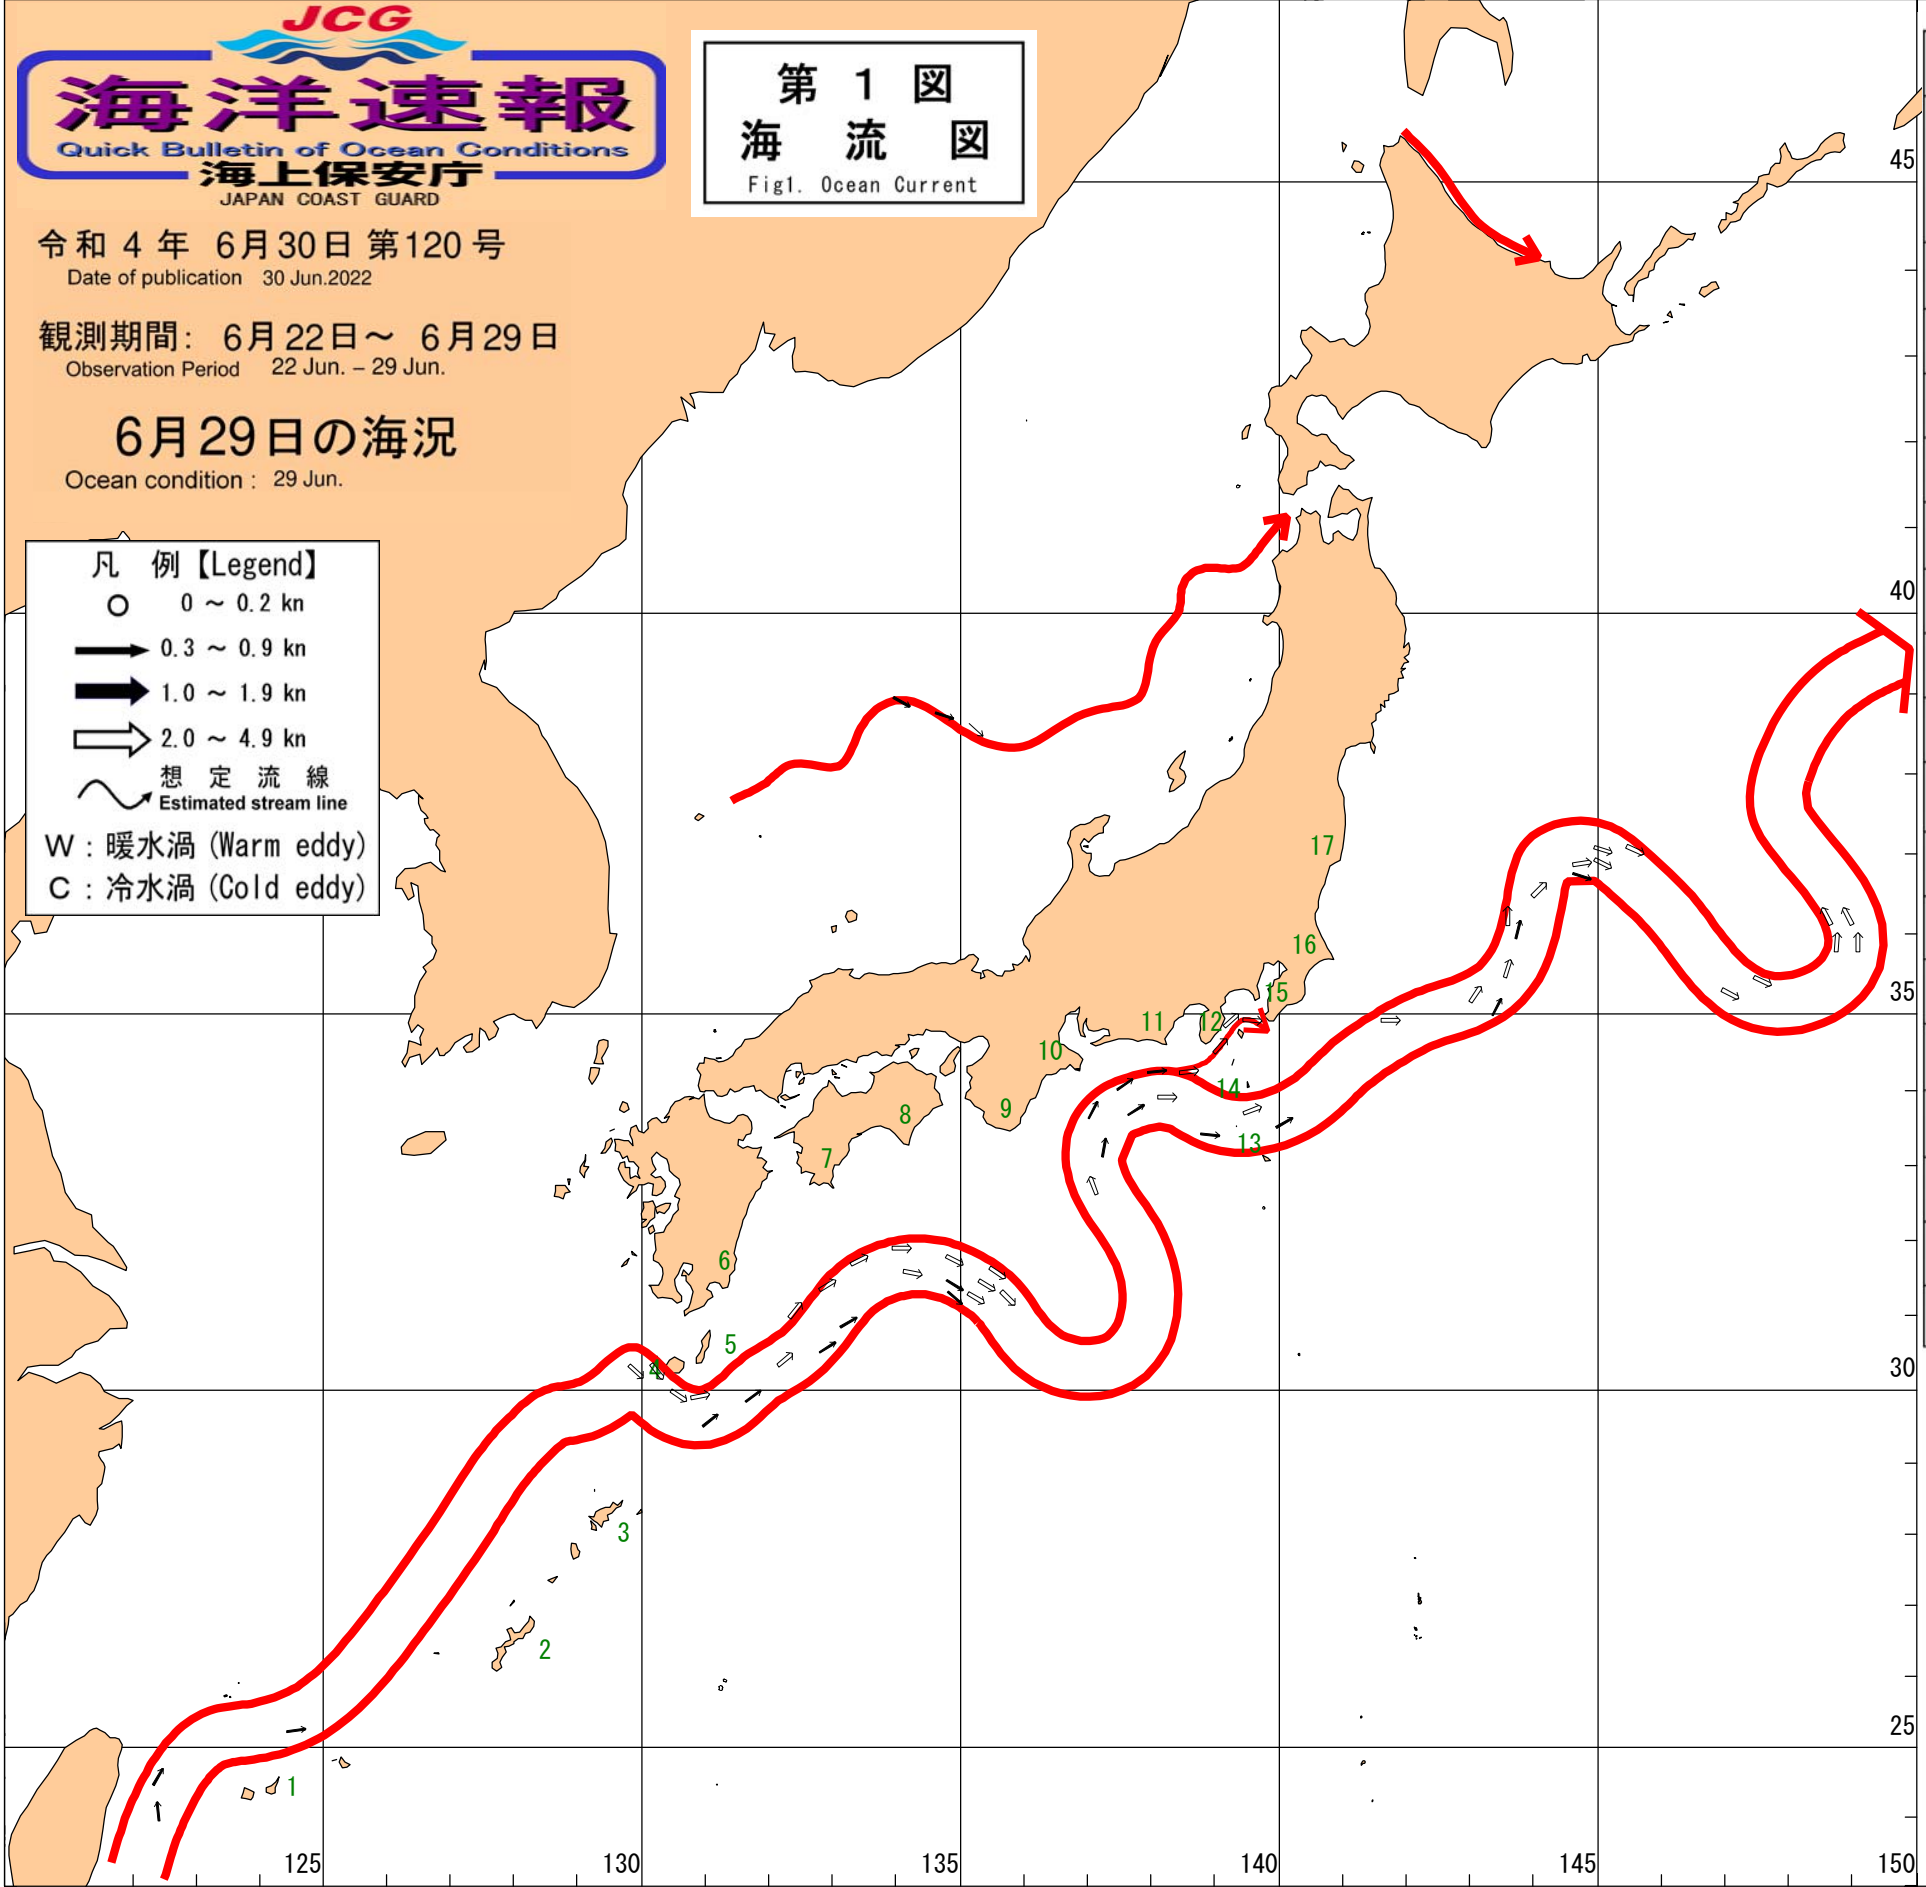 JCG
海洋速報
Quick Bulletin of Ocean Conditions
海上保安庁
JAPAN COAST GUARD
令和 4 年 6月30日 第120 号
Date of publication 30 Jun.2022
観測期間: 6月22日～ 6月29日
Observation Period 22 Jun. – 29 Jun.
6月29日の海況
Ocean condition : 29 Jun.
第 1 図
海 流 図
Fig1. Ocean Current
凡 例【Legend】
0 ～ 0.2 kn
0.3 ～ 0.9 kn
1.0 ～ 1.9 kn
2.0 ～ 4.9 kn
想 定 流 線
Estimated stream line
W : 暖水渦 (Warm eddy)
C : 冷水渦 (Cold eddy)
45
40
35
30
25
17
16
15
14
13
12
11
10
9
8
7
6
5
4
3
2
1
125
130
135
140
145
150